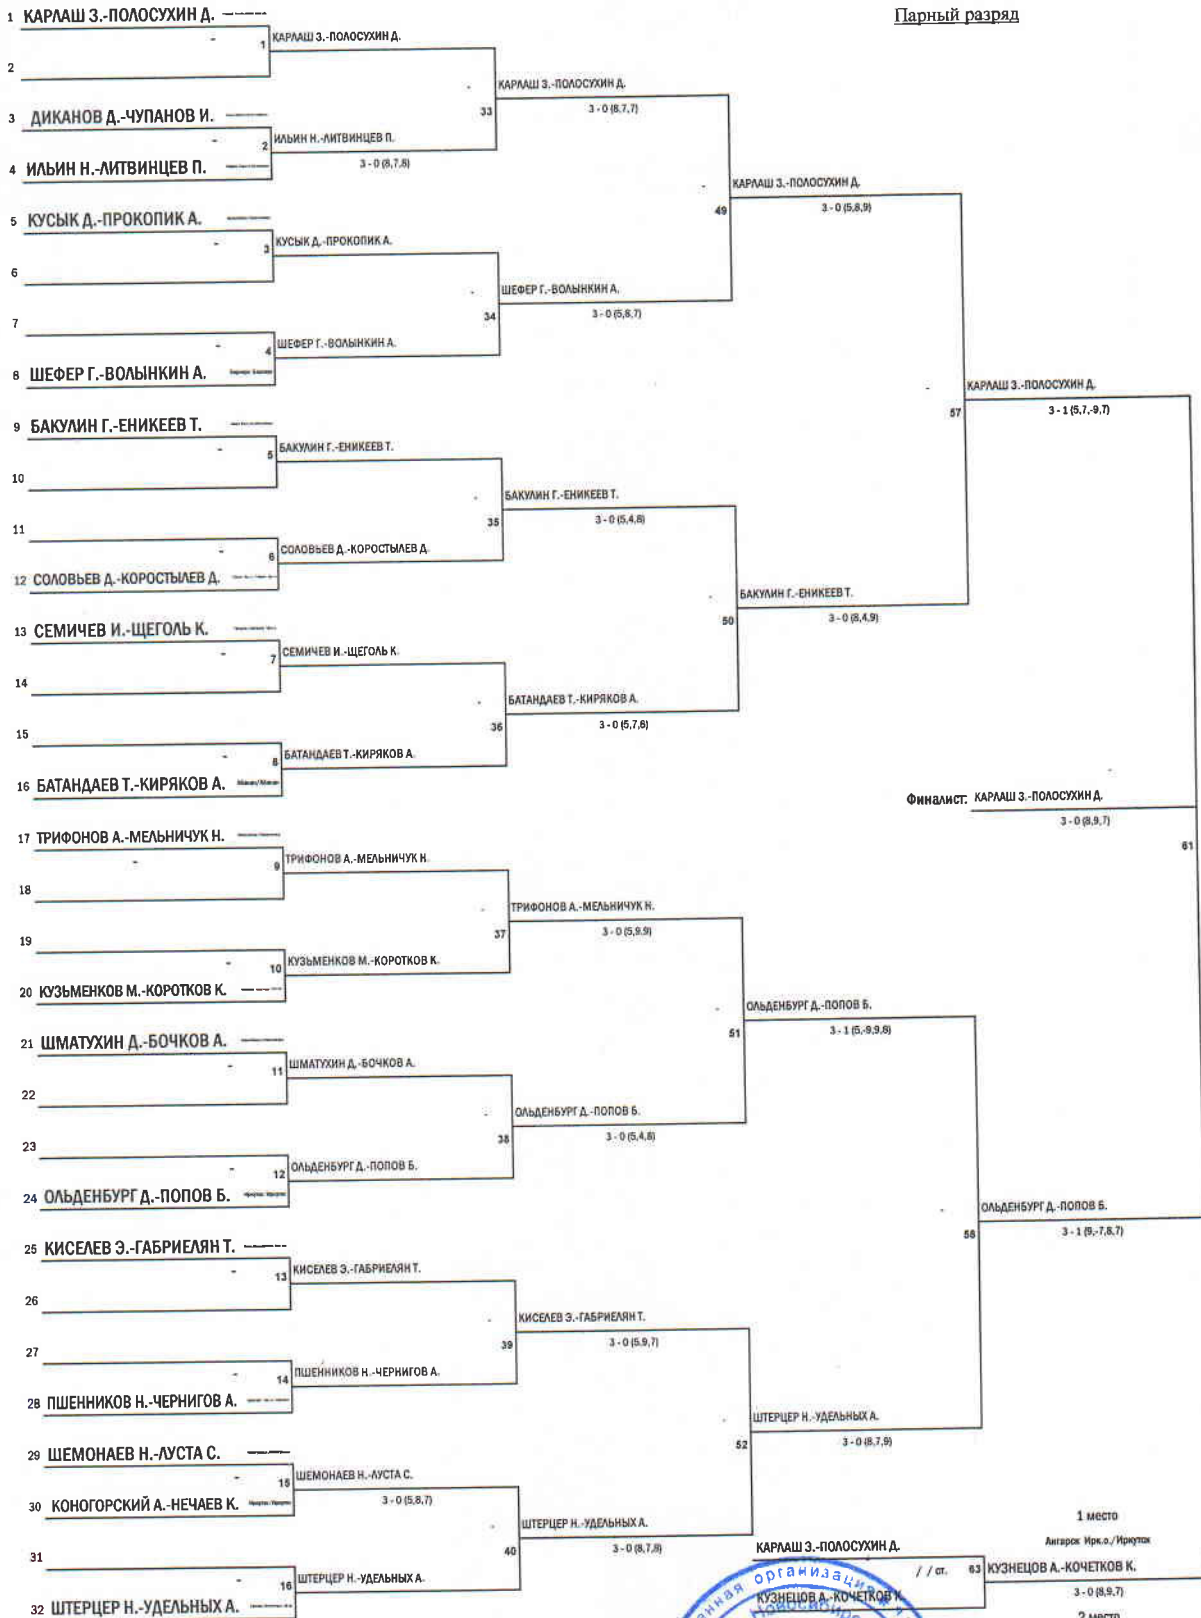 Парный разряд
1 КАРЛАШ З.-ПОЛОСУХИН Д.
1 КАРЛАШ З.-ПОЛОСУХИН Д.
2
КАРЛАШ З.-ПОЛОСУХИН Д.
33 3 - 0 (8,7,7)
3 ДИКАНОВ Д.-ЧУПАНОВ И.
2 ИЛЬИН Н.-ЛИТВИНЦЕВ П.
3 - 0 (8,7,8)
4 ИЛЬИН Н.-ЛИТВИНЦЕВ П.
КАРЛАШ З.-ПОЛОСУХИН Д.
49 3 - 0 (5,8,9)
5 КУСЫК Д.-ПРОКОПИК А.
3 КУСЫК Д.-ПРОКОПИК А.
6
ШЕФЕР Г.-ВОЛЫНКИН А.
34 3 - 0 (5,8,7)
7
4 ШЕФЕР Г.-ВОЛЫНКИН А.
8 ШЕФЕР Г.-ВОЛЫНКИН А.
КАРЛАШ З.-ПОЛОСУХИН Д.
57 3 - 1 (5,7,-9,7)
9 БАКУЛИН Г.-ЕНИКЕЕВ Т.
5 БАКУЛИН Г.-ЕНИКЕЕВ Т.
10
БАКУЛИН Г.-ЕНИКЕЕВ Т.
35 3 - 0 (5,4,8)
11
6 СОЛОВЬЕВ Д.-КОРОСТЫЛЕВ Д.
12 СОЛОВЬЕВ Д.-КОРОСТЫЛЕВ Д.
БАКУЛИН Г.-ЕНИКЕЕВ Т.
50 3 - 0 (8,4,9)
13 СЕМИЧЕВ И.-ЩЕГОЛЬ К.
7 СЕМИЧЕВ И.-ЩЕГОЛЬ К.
14
БАТАНДАЕВ Т.-КИРЯКОВ А.
36 3 - 0 (5,7,6)
15
8 БАТАНДАЕВ Т.-КИРЯКОВ А.
16 БАТАНДАЕВ Т.-КИРЯКОВ А.
Финалист: КАРЛАШ З.-ПОЛОСУХИН Д.
3 - 0 (8,9,7)
61
17 ТРИФОНОВ А.-МЕЛЬНИЧУК Н.
9 ТРИФОНОВ А.-МЕЛЬНИЧУК Н.
18
ТРИФОНОВ А.-МЕЛЬНИЧУК Н.
37 3 - 0 (5,9,9)
19
10 КУЗЬМЕНКОВ М.-КОРОТКОВ К.
20 КУЗЬМЕНКОВ М.-КОРОТКОВ К.
ОЛЬДЕНБУРГ Д.-ПОПОВ Б.
51 3 - 1 (5,-9,9,8)
21 ШМАТУХИН Д.-БОЧКОВ А.
11 ШМАТУХИН Д.-БОЧКОВ А.
22
ОЛЬДЕНБУРГ Д.-ПОПОВ Б.
38 3 - 0 (5,4,8)
23
12 ОЛЬДЕНБУРГ Д.-ПОПОВ Б.
24 ОЛЬДЕНБУРГ Д.-ПОПОВ Б.
ОЛЬДЕНБУРГ Д.-ПОПОВ Б.
58 3 - 1 (9,-7,8,7)
25 КИСЕЛЕВ Э.-ГАБРИЕЛЯН Т.
13 КИСЕЛЕВ Э.-ГАБРИЕЛЯН Т.
26
КИСЕЛЕВ Э.-ГАБРИЕЛЯН Т.
39 3 - 0 (5,9,7)
27
14 ПШЕННИКОВ Н.-ЧЕРНИГОВ А.
28 ПШЕННИКОВ Н.-ЧЕРНИГОВ А.
ШТЕРЦЕР Н.-УДЕЛЬНЫХ А.
52 3 - 0 (8,7,9)
29 ШЕМОНАЕВ Н.-ЛУСТА С.
15 ШЕМОНАЕВ Н.-ЛУСТА С.
3 - 0 (5,8,7)
30 КОНОГОРСКИЙ А.-НЕЧАЕВ К.
ШТЕРЦЕР Н.-УДЕЛЬНЫХ А.
40 3 - 0 (8,7,8)
31
16 ШТЕРЦЕР Н.-УДЕЛЬНЫХ А.
32 ШТЕРЦЕР Н.-УДЕЛЬНЫХ А.
1 место
Ангарск Ирк.о./Иркутск
КАРЛАШ З.-ПОЛОСУХИН Д.
/ / ст. 63 КУЗНЕЦОВ А.-КОЧЕТКОВ К.
КУЗНЕЦОВ А.-КОЧЕТКОВ К.
3 - 0 (8,9,7)
2 место
организация